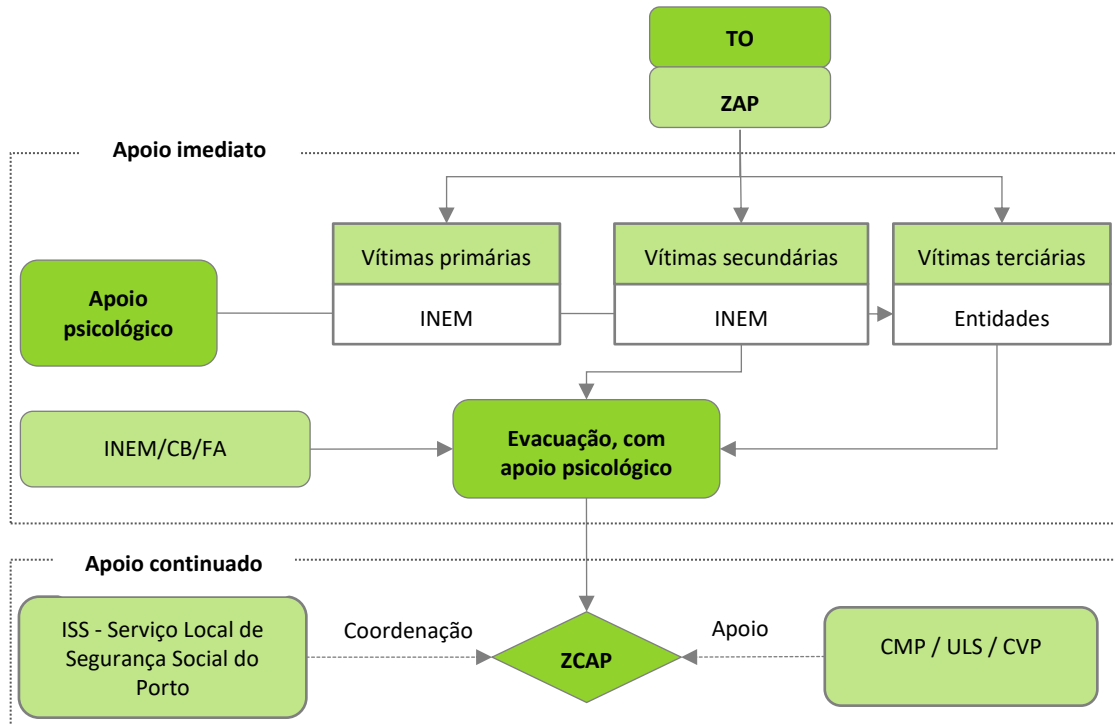 TO
ZAP
Apoio imediato
Vítimas primárias
INEM
Vítimas secundárias
INEM
Vítimas terciárias
Entidades
Apoio
psicológico
INEM/CB/FA
Evacuação, com
apoio psicológico
Apoio continuado
ISS - Serviço Local de
Segurança Social do
Porto
Coordenação
ZCAP
Apoio
CMP / ULS / CVP